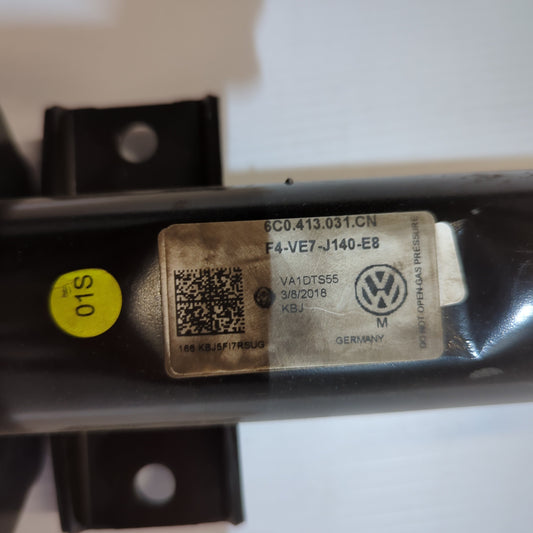 6C0.413.031.CN
F4-VE7-J140-E8
VA1DTS55
3/8/2018
KBJ
M
166 KBJ5FI7RSUG
GERMANY
DO NOT OPEN GAS PRESSURE
01S